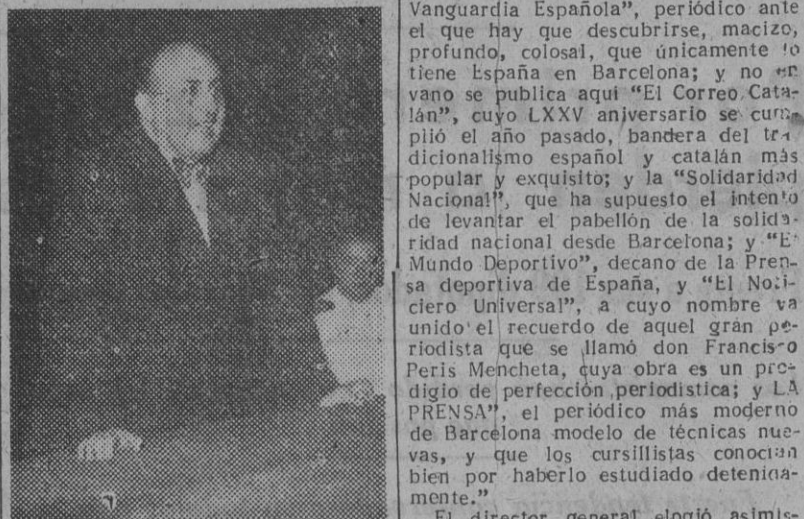 Vanguardia Española", periódico ante
el que hay que descubrirse, macizo,
profundo, colosal, que únicamente lo
tiene España en Barcelona; y no en
vano se publica aquí "El Correo Cata-
lán", cuyo LXXV aniversario se cum-
plió el año pasado, bandera del tra
dicionalismo español y catalán más
popular y exquisito; y la "Solidaridad
Nacional", que ha supuesto el intento
de levantar el pabellón de la solida-
ridad nacional desde Barcelona; y "El
Mundo Deportivo", decano de la Pren-
sa deportiva de España, y "El Noti-
ciero Universal", a cuyo nombre va
unido el recuerdo de aquel grán pe-
riodista que se llamó don Francisco
Peris Mencheta, cuya obra es un pro-
digio de perfección periodistica; y LA
PRENSA", el periódico más moderno
de Barcelona modelo de técnicas nue-
vas, y que los cursillistas conocían
bien por haberlo estudiado detenida-
mente."
El director general elogió asimis-